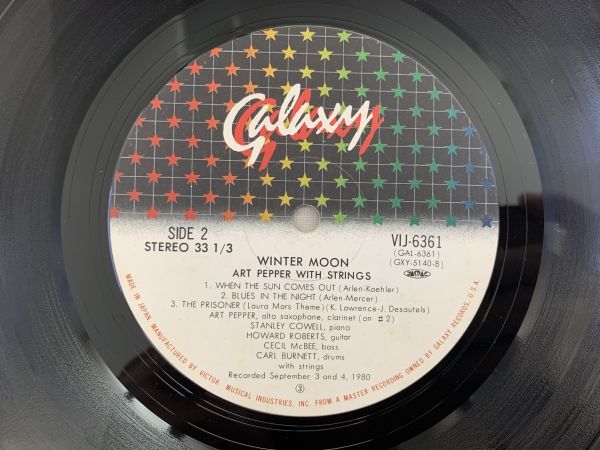 Galaxy
SIDE 2
STEREO 33 1/3
VIJ-6361
(GAL-6361)
(GXY-5140-B)
WINTER MOON
ART PEPPER WITH STRINGS
1. WHEN THE SUN COMES OUT (Arlen-Koehler)
2. BLUES IN THE NIGHT (Arlen-Mercer)
3. THE PRISONER (Laura Mars Theme) (K. Lawrence-J. Desautels)
ART PEPPER, alto saxophone, clarinet (on #2)
STANLEY COWELL, piano
HOWARD ROBERTS, guitar
CECIL McBEE, bass
CARL BURNETT, drums
with strings
Recorded September 3 and 4, 1980
3
MADE IN JAPAN. MANUFACTURED BY VICTOR MUSICAL INDUSTRIES, INC. FROM A MASTER RECORDING OWNED BY GALAXY RECORDS, U.S.A.